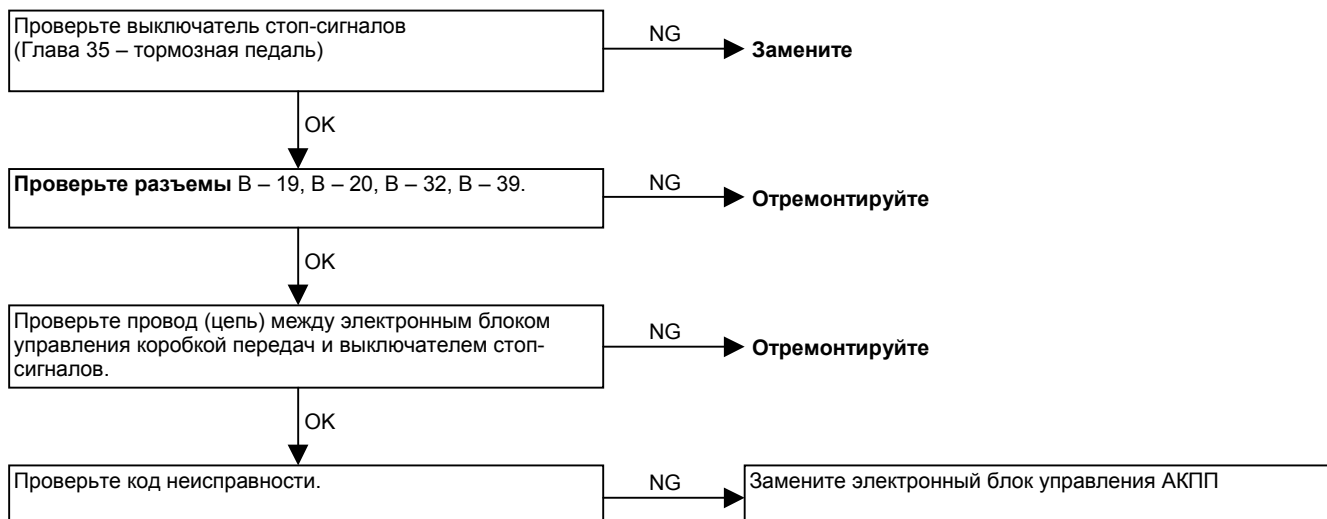 Проверьте выключатель стоп-сигналов
(Глава 35 – тормозная педаль)
NG
Замените
OK
Проверьте разъемы B – 19, B – 20, B – 32, B – 39.
NG
Отремонтируйте
OK
Проверьте провод (цепь) между электронным блоком
управления коробкой передач и выключателем стоп-
сигналов.
NG
Отремонтируйте
OK
Проверьте код неисправности.
NG
Замените электронный блок управления АКПП